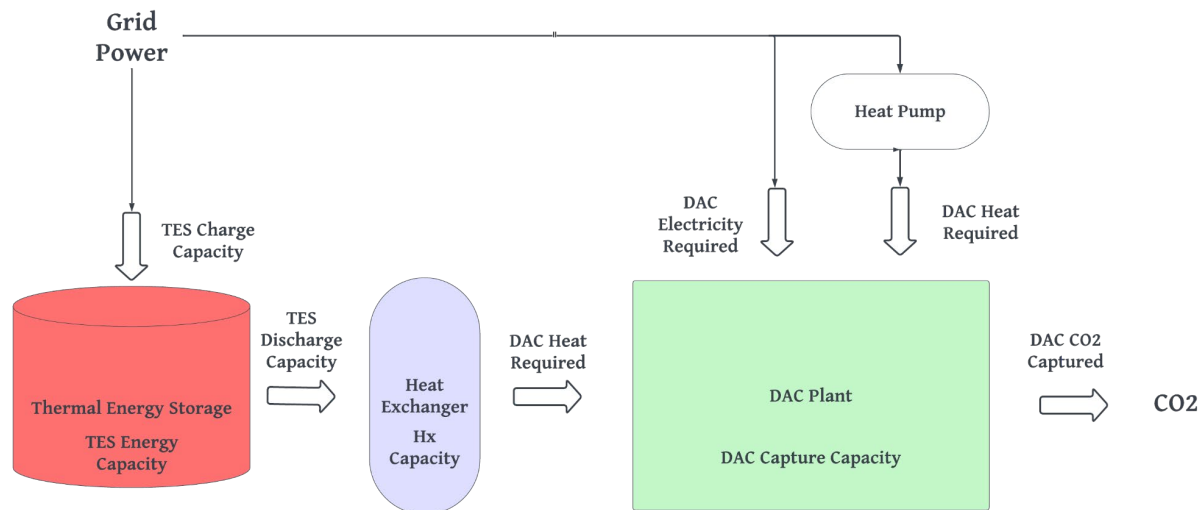 Grid
Power
Heat Pump
TES Charge
Capacity
DAC
Electricity
Required
DAC Heat
Required
Thermal Energy Storage
TES Energy
Capacity
TES
Discharge
Capacity
Heat
Exchanger
Hx
Capacity
DAC Heat
Required
DAC Plant
DAC Capture Capacity
DAC CO2
Captured
CO2